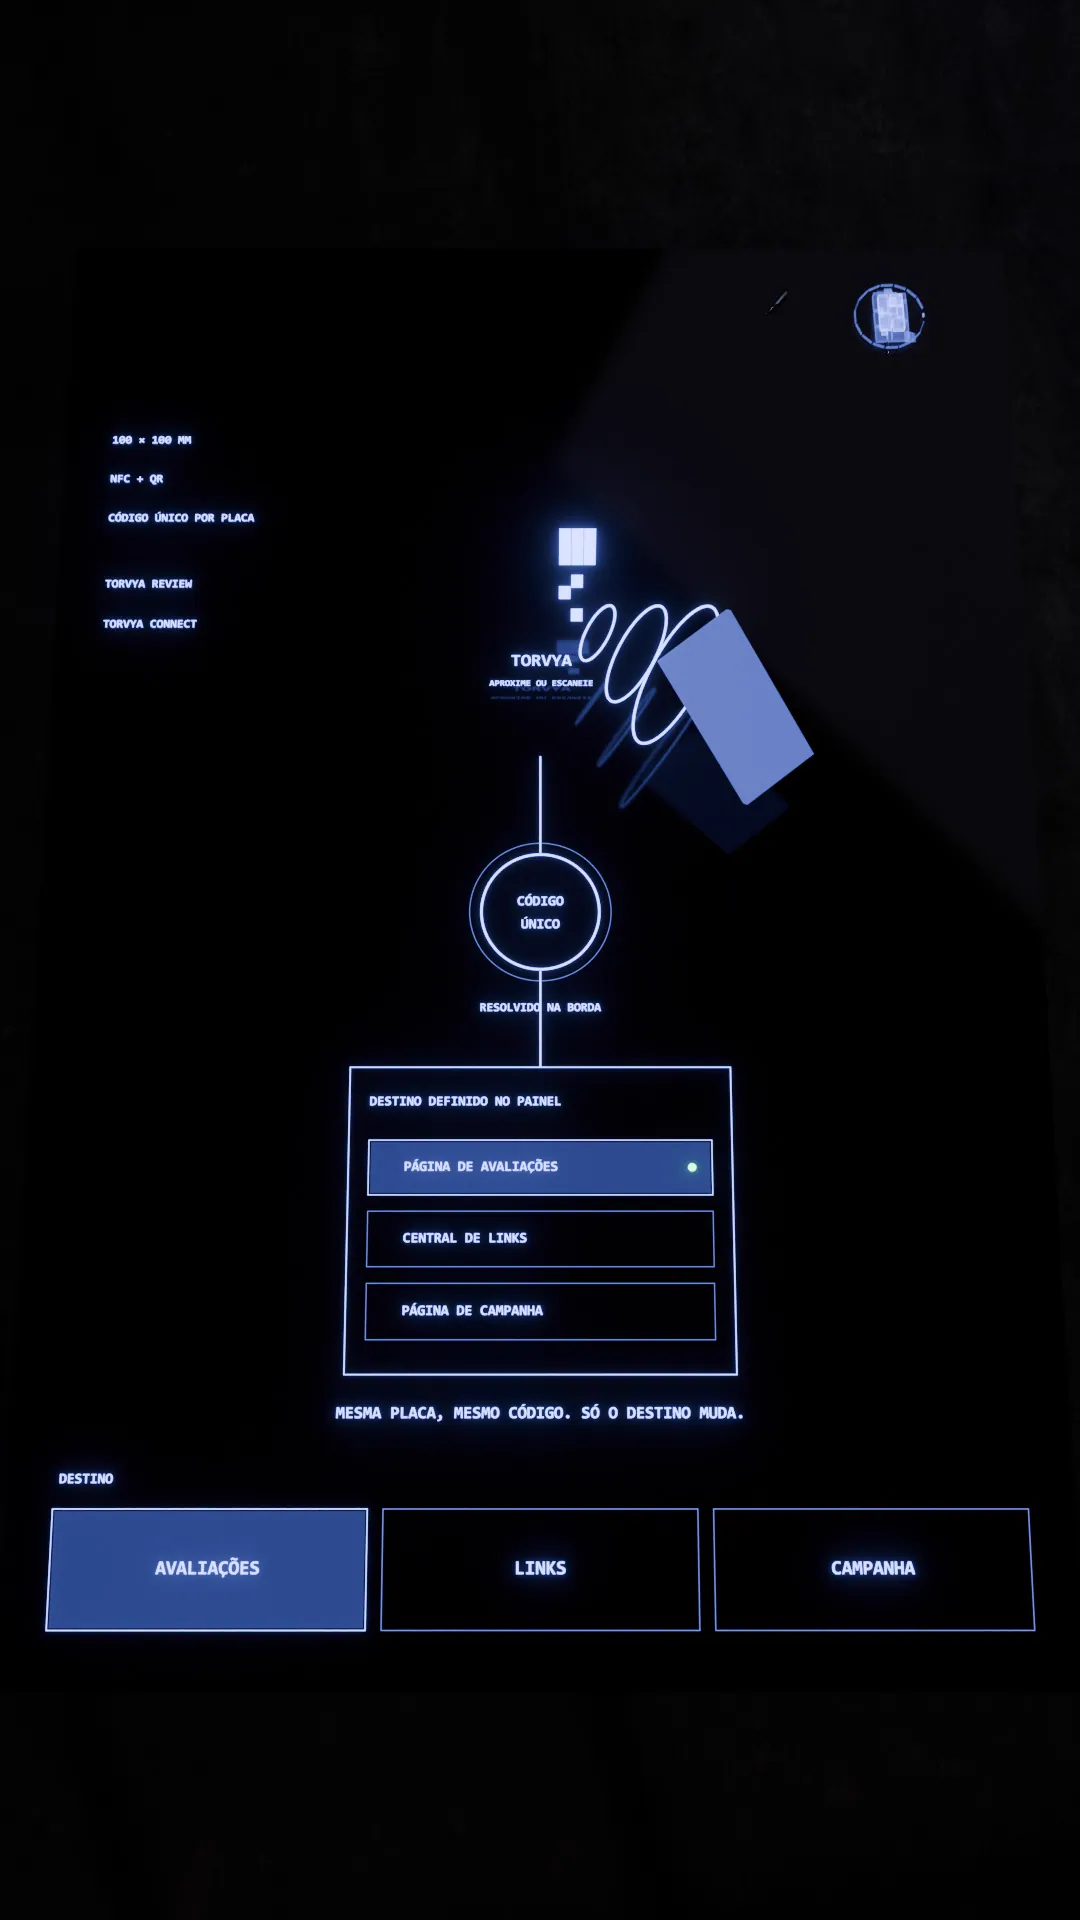 100 × 100 MM
NFC + QR
CÓDIGO ÚNICO POR PLACA
TORVYA REVIEW
TORVYA CONNECT
TORVYA
APROXIME OU ESCANEIE
CÓDIGO
ÚNICO
RESOLVIDO NA BORDA
DESTINO DEFINIDO NO PAINEL
PÁGINA DE AVALIAÇÕES
CENTRAL DE LINKS
PÁGINA DE CAMPANHA
MESMA PLACA, MESMO CÓDIGO. SÓ O DESTINO MUDA.
DESTINO
AVALIAÇÕES
LINKS
CAMPANHA